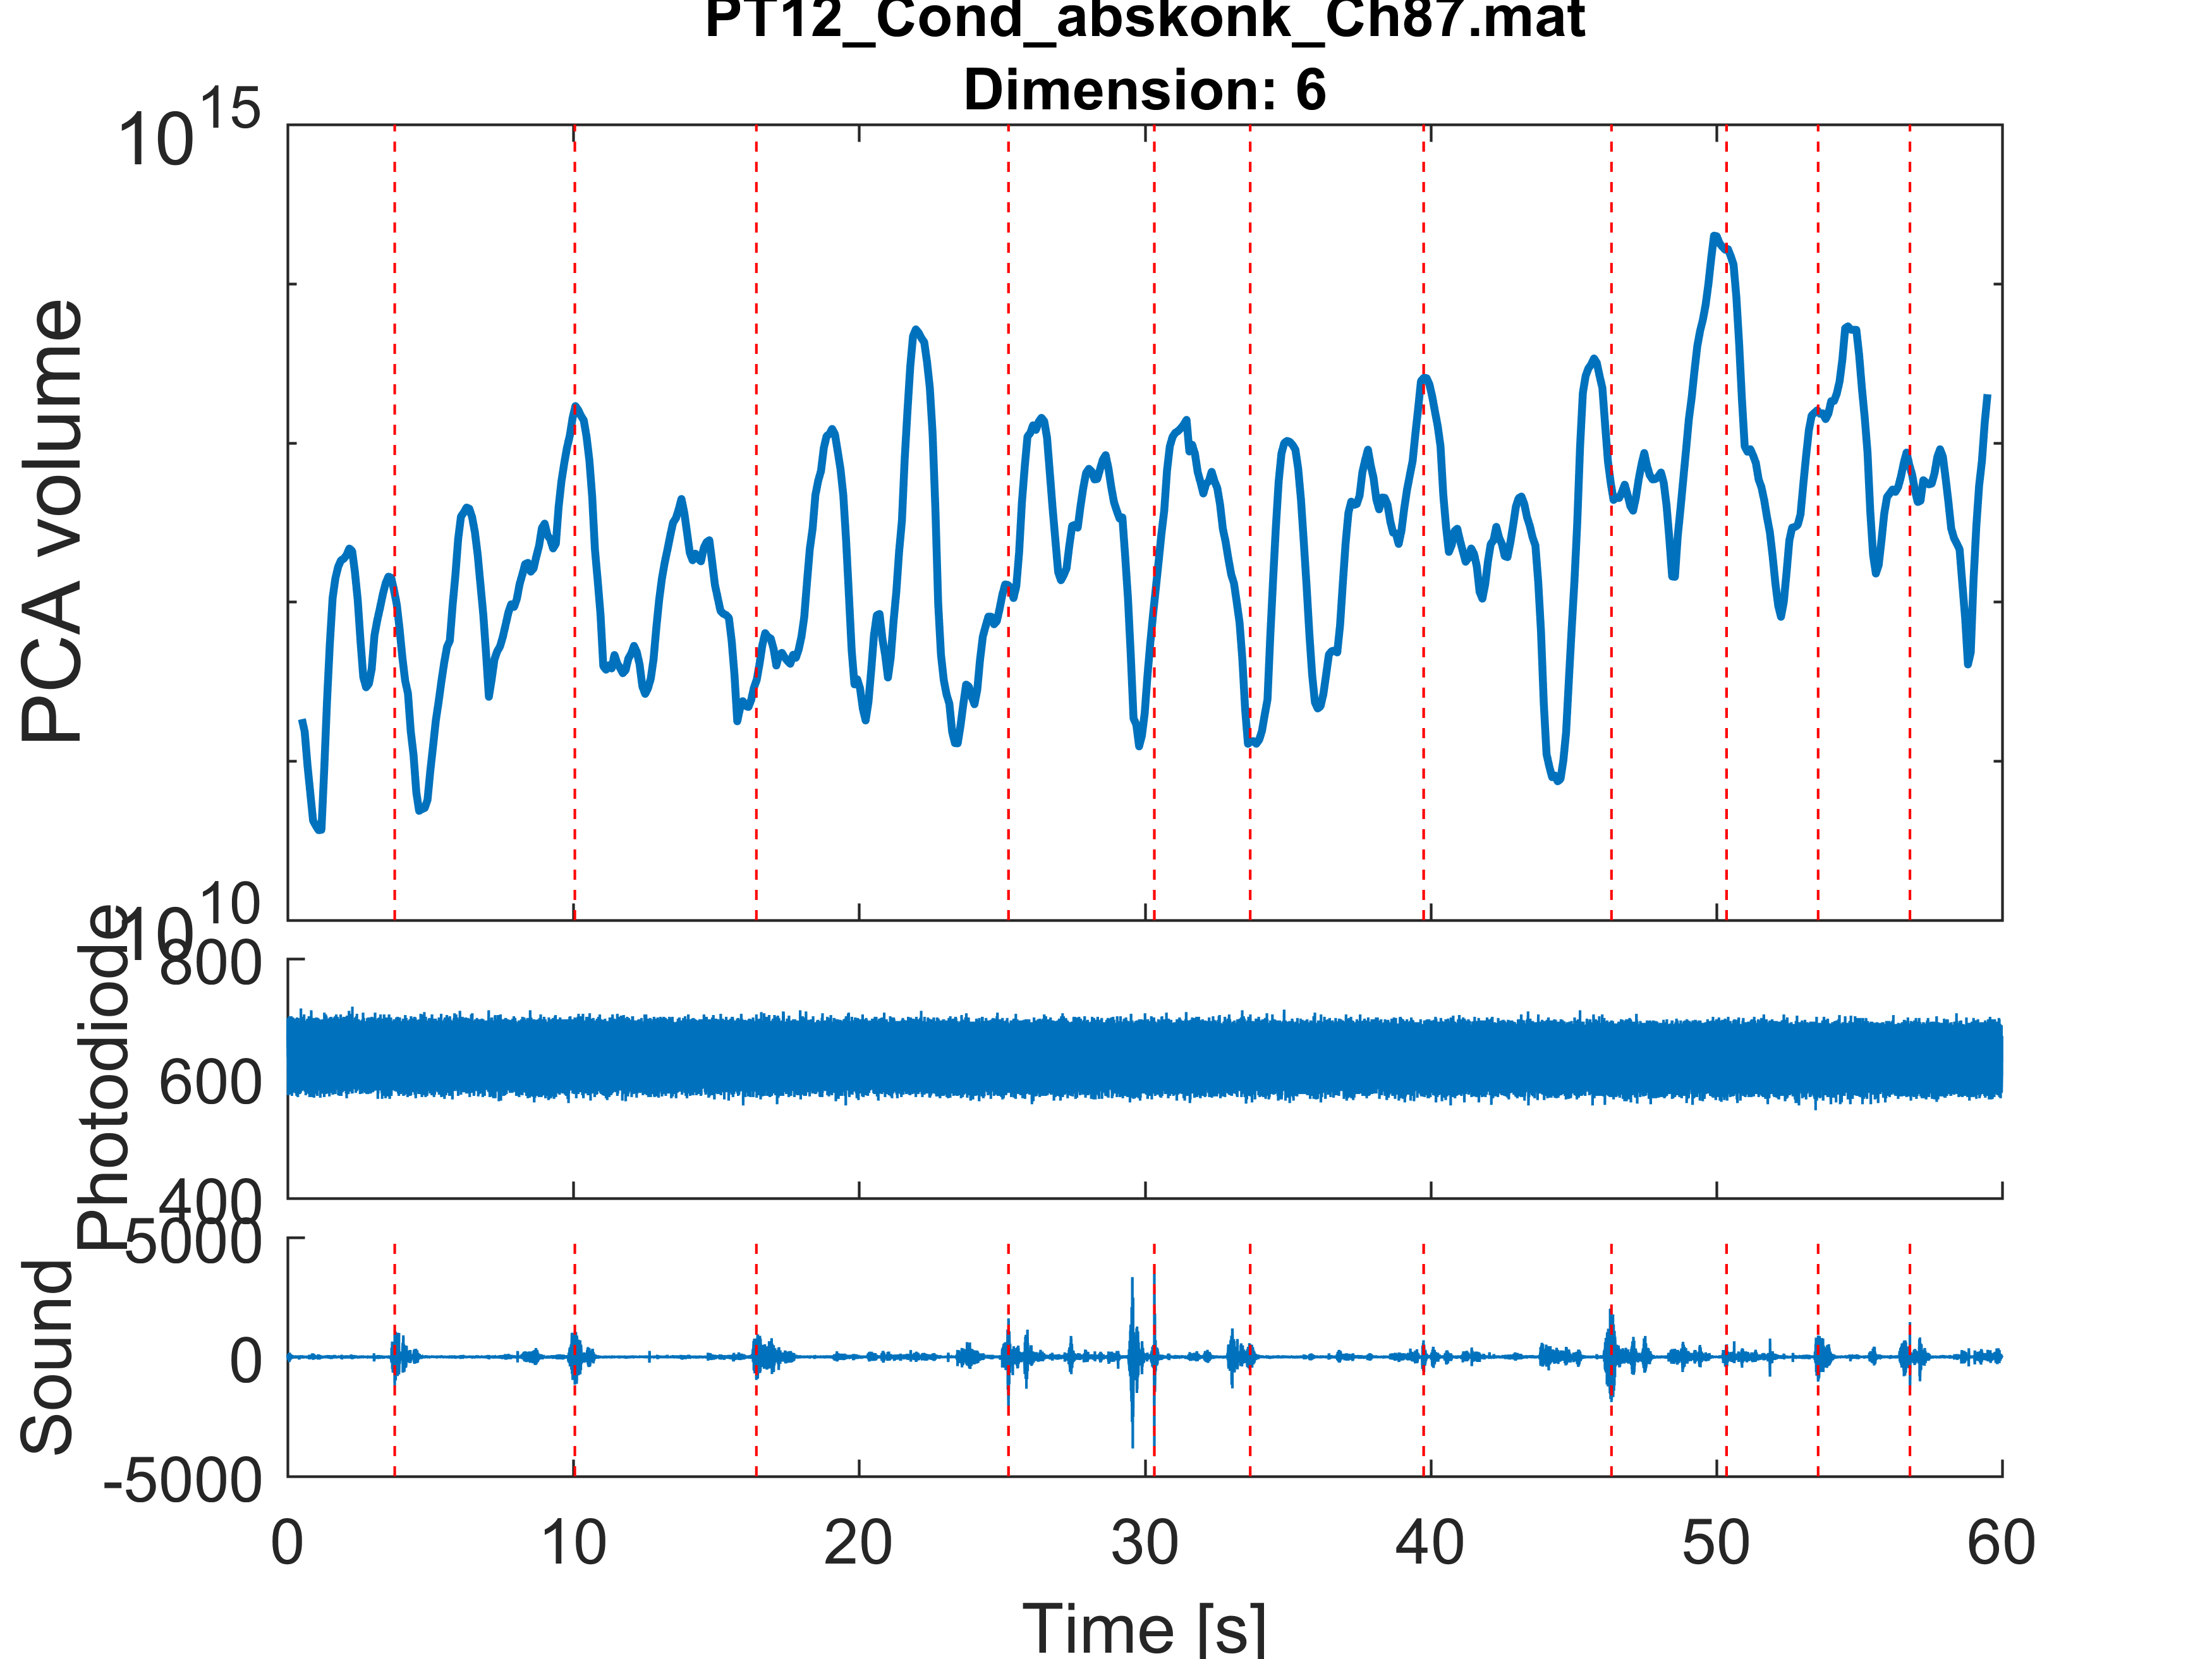 PT12_Cond_abskonk_Ch87.mat
Dimension: 6
10^15
PCA volume
10^10
800
Photodiode
600
400
5000
Sound
0
-5000
0 10 20 30 40 50 60
Time [s]